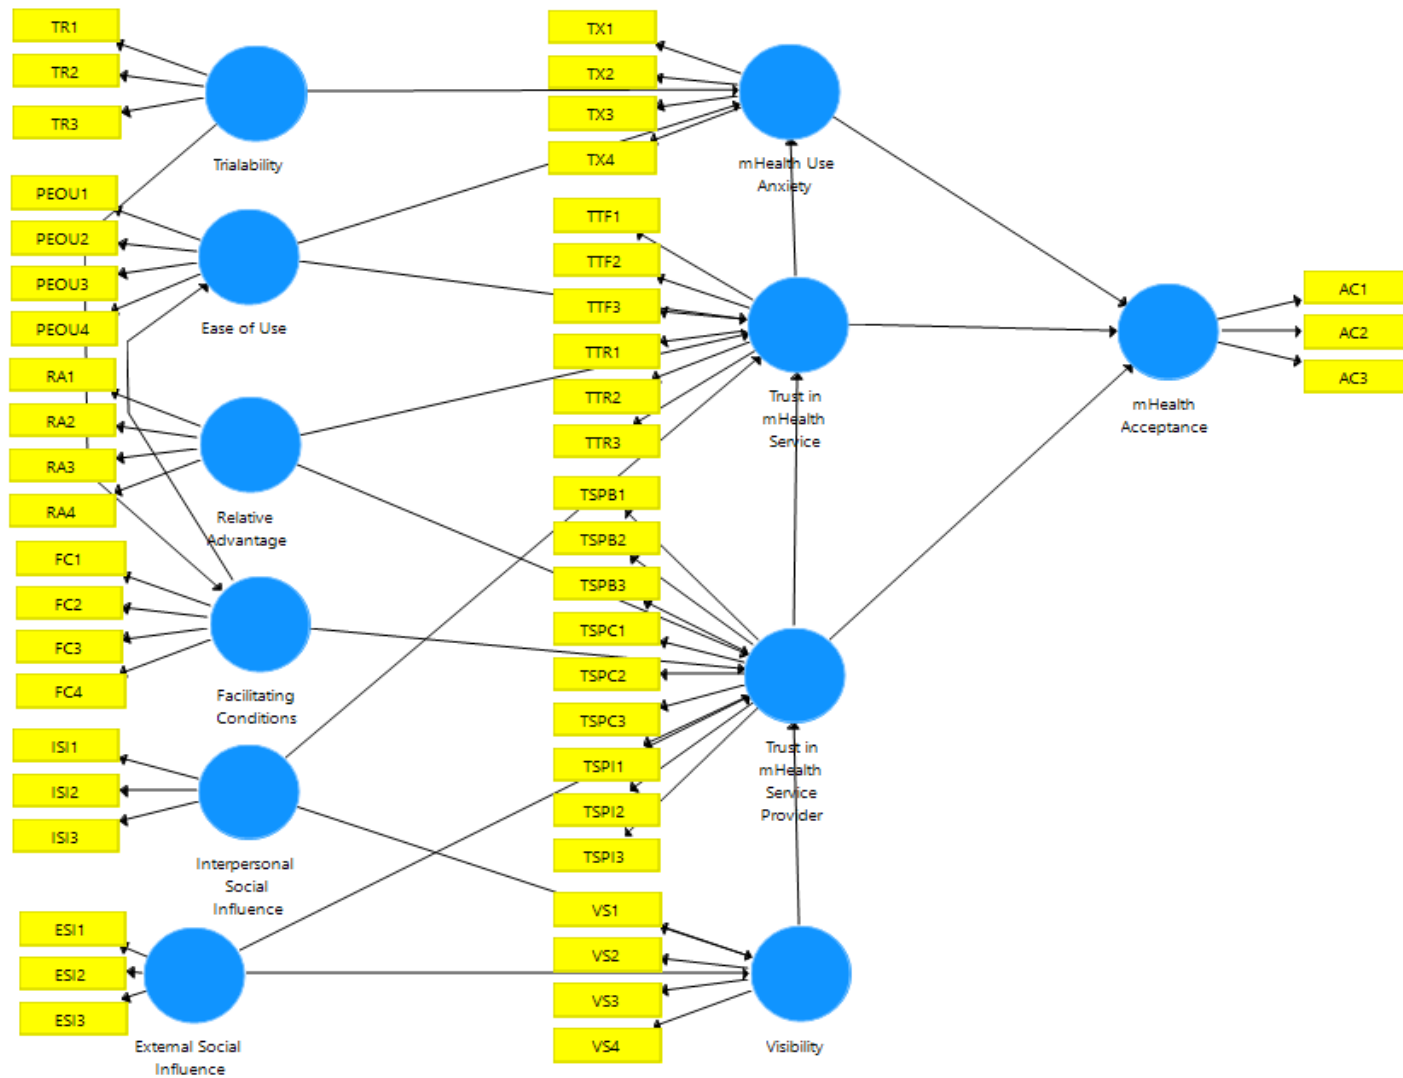 TR1
TR2
TR3
Trialability
PEOU1
PEOU2
PEOU3
PEOU4
Ease of Use
RA1
RA2
RA3
RA4
Relative
Advantage
FC1
FC2
FC3
FC4
Facilitating
Conditions
ISI1
ISI2
ISI3
Interpersonal
Social
Influence
ESI1
ESI2
ESI3
External Social
Influence
TX1
TX2
TX3
TX4
mHealth Use
Anxiety
TTF1
TTF2
TTF3
TTR1
TTR2
TTR3
Trust in
mHealth
Service
TSPB1
TSPB2
TSPB3
TSPC1
TSPC2
TSPC3
TSPI1
TSPI2
TSPI3
Trust in
mHealth
Service
Provider
VS1
VS2
VS3
VS4
Visibility
mHealth
Acceptance
AC1
AC2
AC3